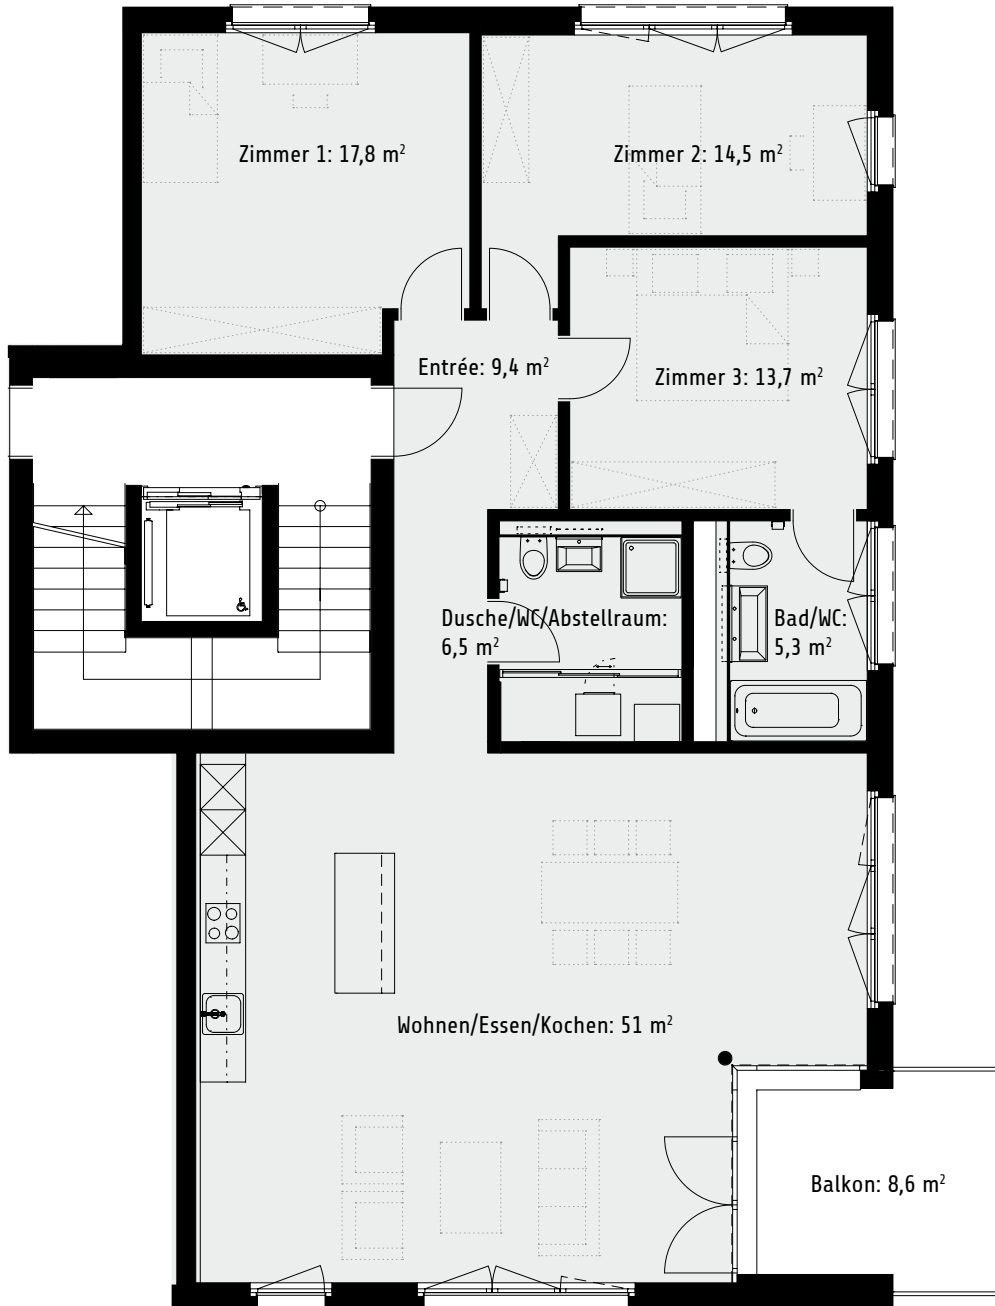 Zimmer 1: 17,8 m²
Zimmer 2: 14,5 m²
Entrée: 9,4 m²
Zimmer 3: 13,7 m²
Dusche/WC/Abstellraum:
6,5 m²
Bad/WC:
5,3 m²
Wohnen/Essen/Kochen: 51 m²
Balkon: 8,6 m²